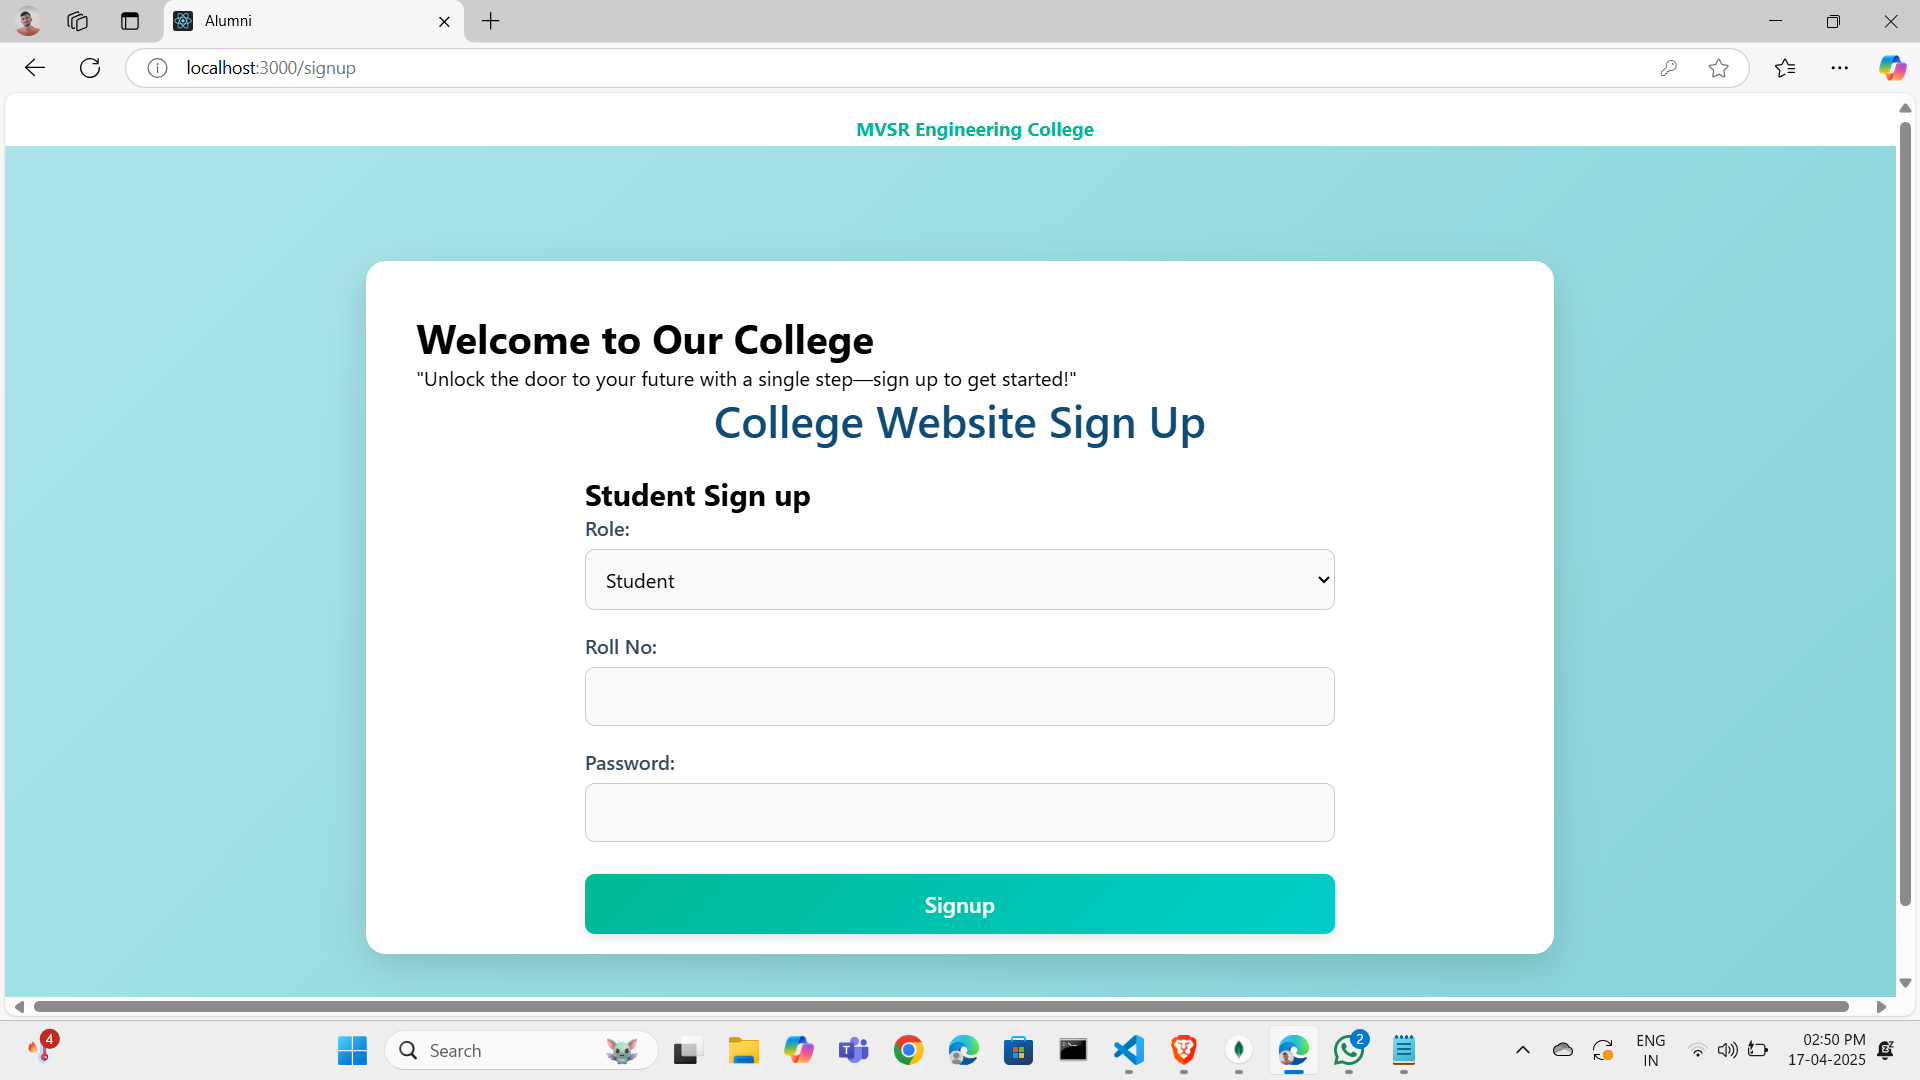 Alumni
localhost:3000/signup
MVSR Engineering College
Welcome to Our College
"Unlock the door to your future with a single step—sign up to get started!"
College Website Sign Up
Student Sign up
Role:
Student
Roll No:
Password:
Signup
4
Search
2
ENG
IN
02:50 PM
17-04-2025